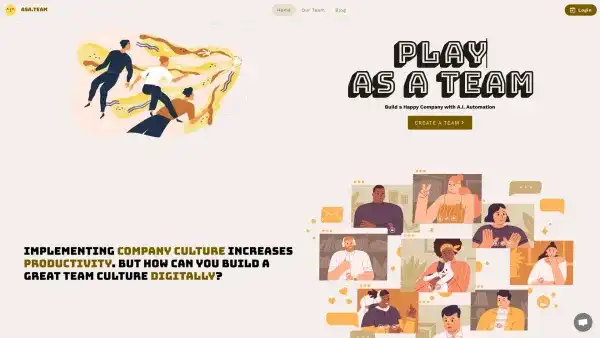 ASA.TEAM
Home
Our Team
Blog
Login
PLAY
AS A TEAM
Build a Happy Company with A.I. Automation
CREATE A TEAM
IMPLEMENTING COMPANY CULTURE INCREASES
PRODUCTIVITY. BUT HOW CAN YOU BUILD A
GREAT TEAM CULTURE DIGITALLY?